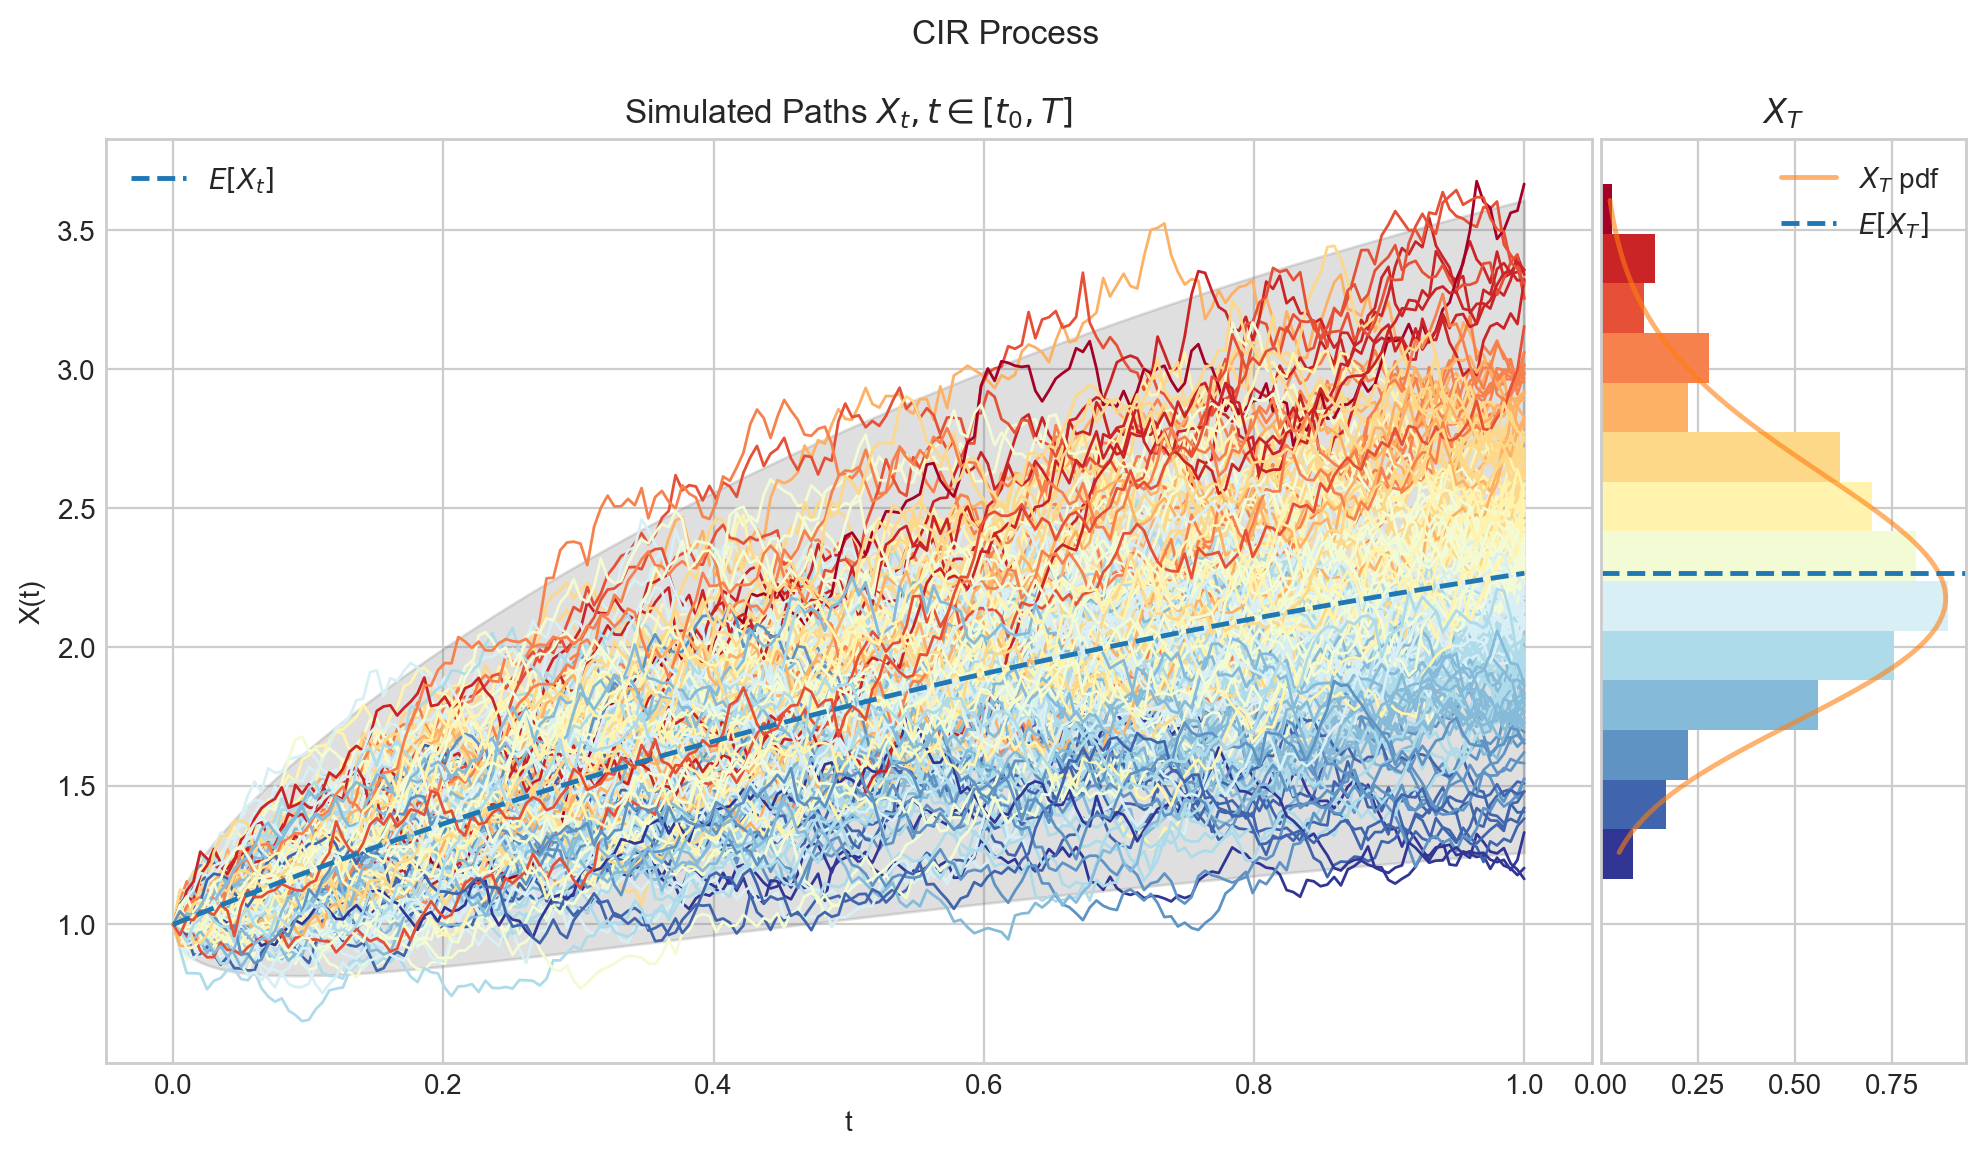 CIR Process
Simulated Paths $X_t, t \in [t_0, T]$
$X_T$
$E[X_t]$
$X_T$ pdf
$E[X_T]$
3.5
3.0
2.5
2.0
1.5
1.0
X(t)
0.0 0.2 0.4 0.6 0.8 1.0
0.00 0.25 0.50 0.75
t